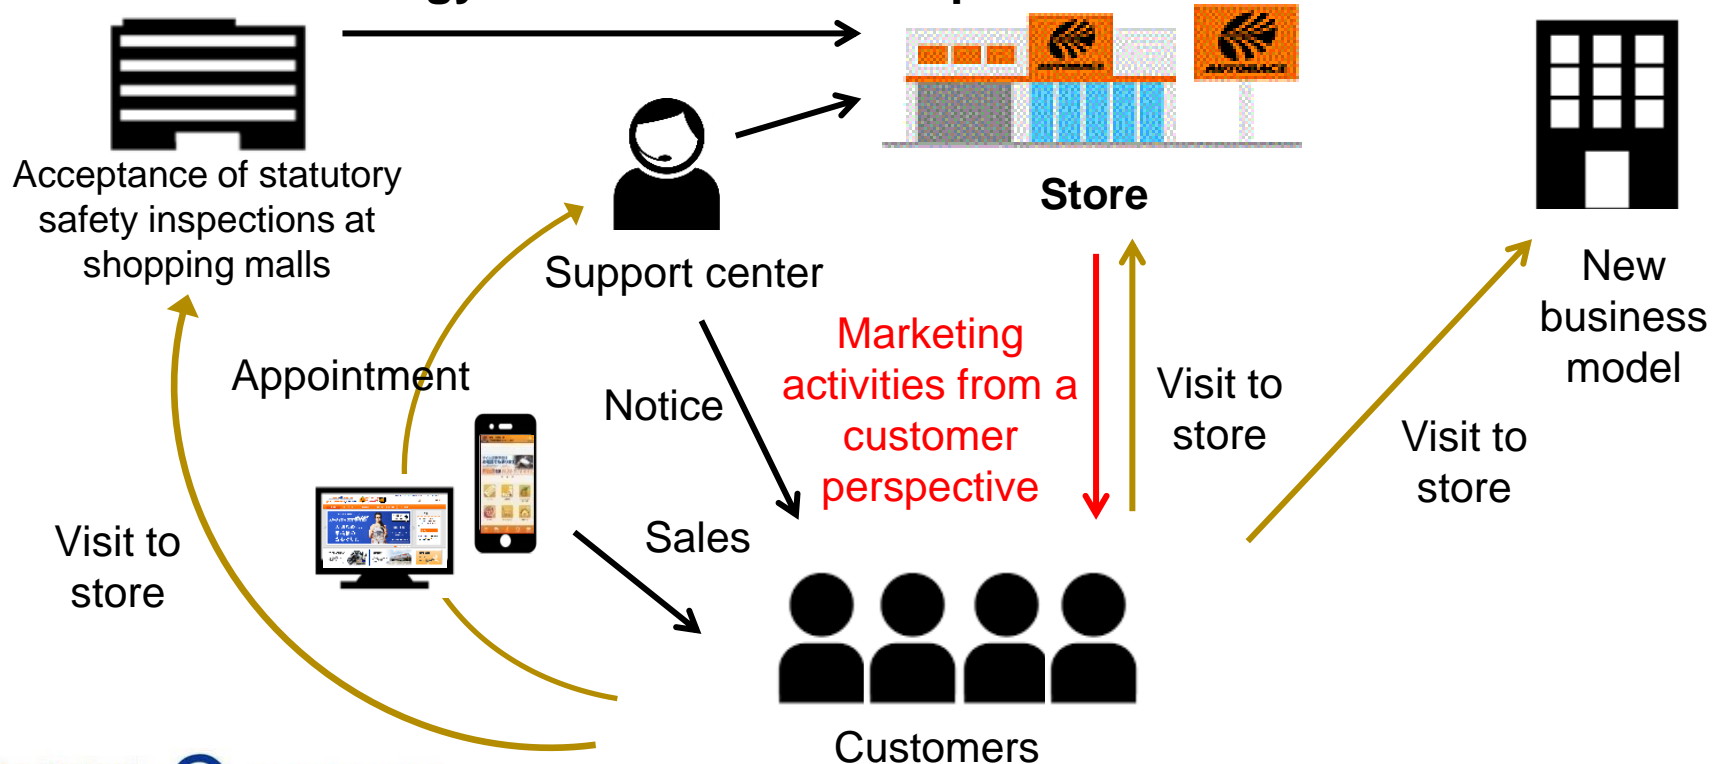 Acceptance of statutory
safety inspections at
shopping malls
Support center
Store
New
business
model
Marketing
activities from a
customer
perspective
Appointment
Notice
Visit to
store
Visit to
store
Sales
Visit to
store
Customers